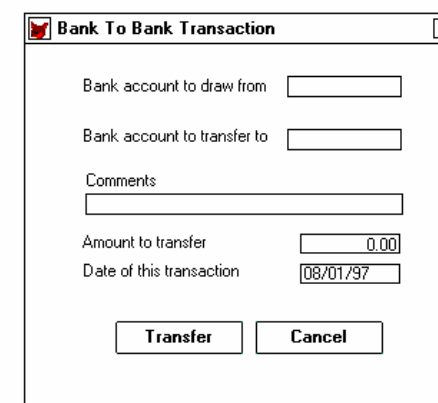 Bank To Bank Transaction
Bank account to draw from
Bank account to transfer to
Comments
Amount to transfer 0.00
Date of this transaction 08/01/97
Transfer Cancel